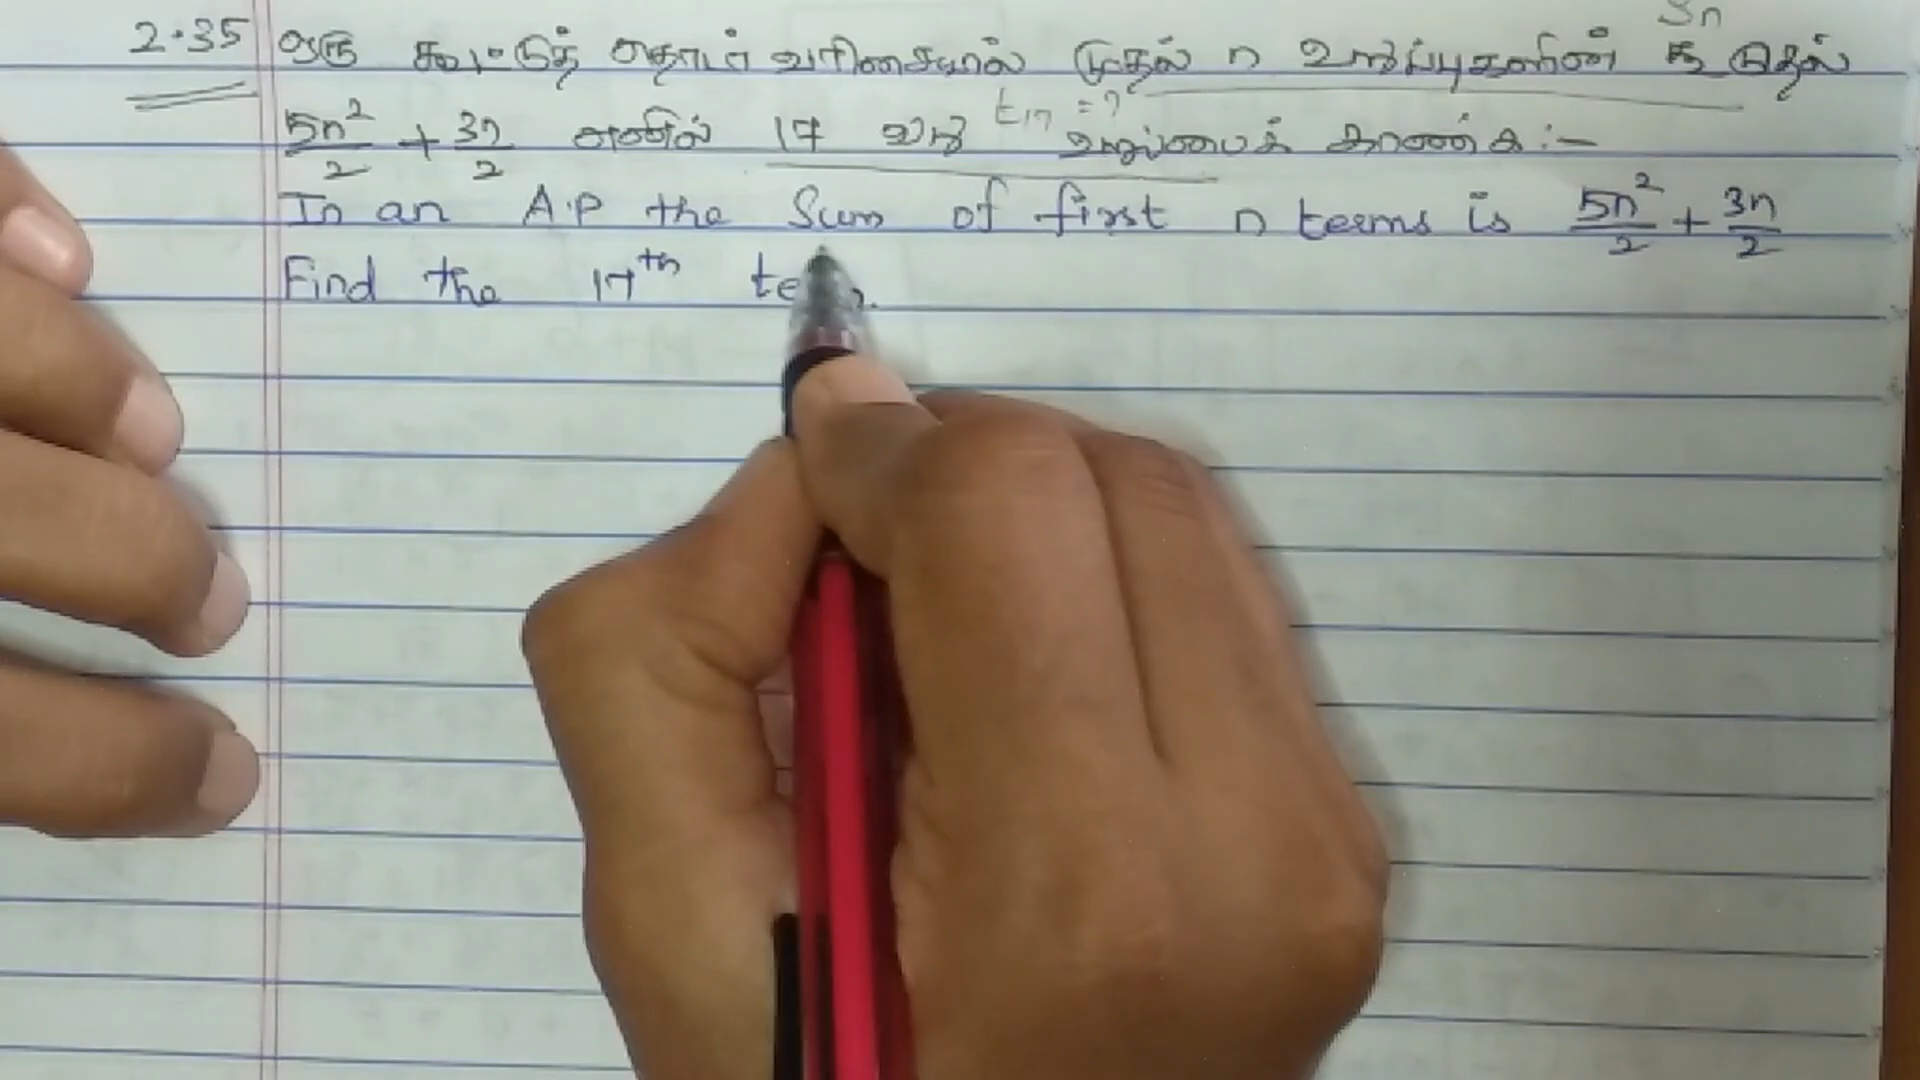 Sn
2.35 ஒரு கூட்டுத் தொடர் வரிசையில் முதல் n உறுப்புகளின் கூடுதல்
t₁₇ = ?
5n²/2 + 3n/2 எனில் 17 வது உறுப்பைக் காண்க :-
In an A.P the Sum of first n terms is 5n²/2 + 3n/2
Find the 17th